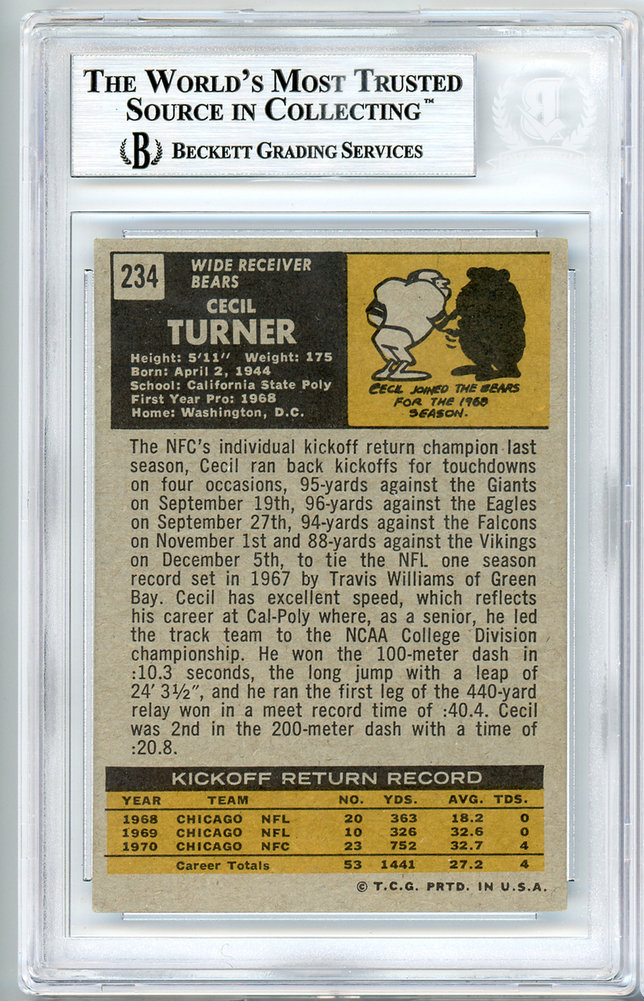 THE WORLD'S MOST TRUSTED
SOURCE IN COLLECTING™
B BECKETT GRADING SERVICES
234
WIDE RECEIVER
BEARS
CECIL
TURNER
Height: 5'11" Weight: 175
Born: April 2, 1944
School: California State Poly
First Year Pro: 1968
Home: Washington, D.C.
CECIL JOINED THE BEARS
FOR THE 1968
SEASON.
The NFC's individual kickoff return champion last
season, Cecil ran back kickoffs for touchdowns
on four occasions, 95-yards against the Giants
on September 19th, 96-yards against the Eagles
on September 27th, 94-yards against the Falcons
on November 1st and 88-yards against the Vikings
on December 5th, to tie the NFL one season
record set in 1967 by Travis Williams of Green
Bay. Cecil has excellent speed, which reflects
his career at Cal-Poly where, as a senior, he led
the track team to the NCAA College Division
championship. He won the 100-meter dash in
:10.3 seconds, the long jump with a leap of
24' 3½", and he ran the first leg of the 440-yard
relay won in a meet record time of :40.4. Cecil
was 2nd in the 200-meter dash with a time of
:20.8.
KICKOFF RETURN RECORD
YEAR TEAM NO. YDS. AVG. TDS.
1968 CHICAGO NFL 20 363 18.2 0
1969 CHICAGO NFL 10 326 32.6 0
1970 CHICAGO NFC 23 752 32.7 4
Career Totals 53 1441 27.2 4
© T.C.G. PRTD. IN U.S.A.